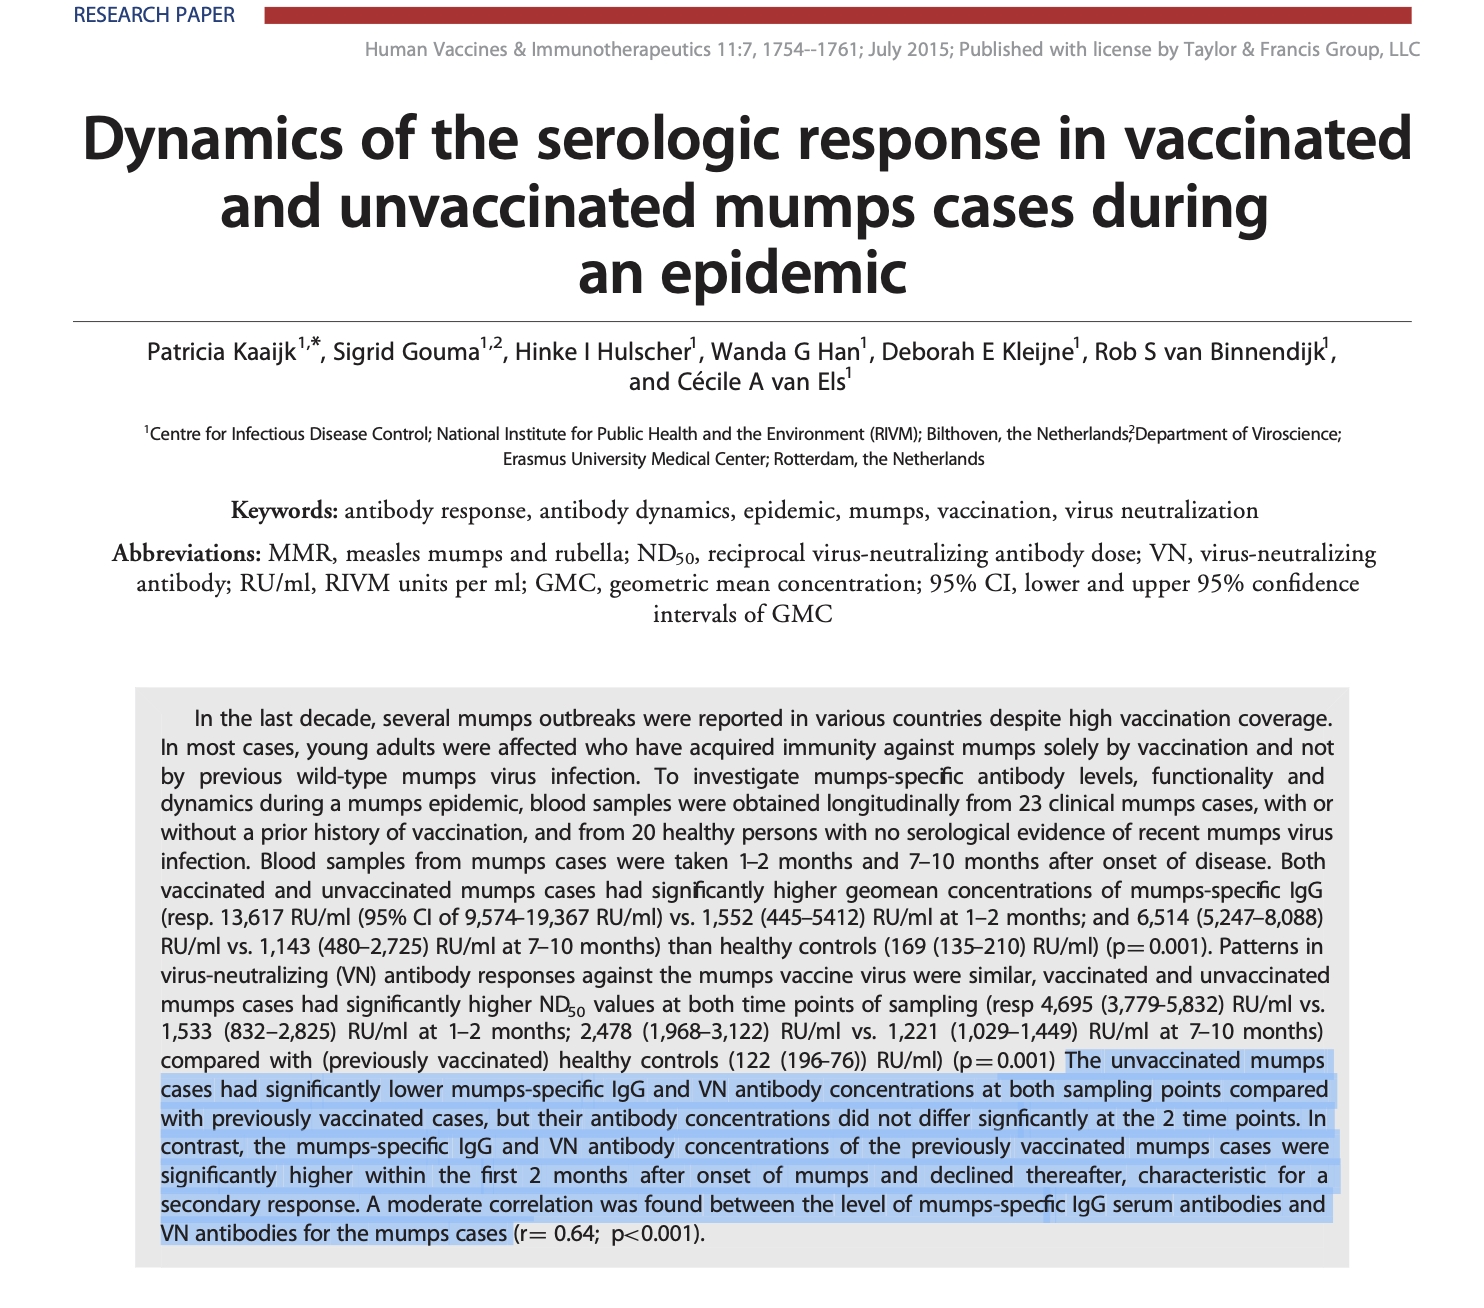 RESEARCH PAPER
Human Vaccines & Immunotherapeutics 11:7, 1754--1761; July 2015; Published with license by Taylor & Francis Group, LLC
Dynamics of the serologic response in vaccinated
and unvaccinated mumps cases during
an epidemic
Patricia Kaaijk1,*, Sigrid Gouma1,2, Hinke I Hulscher1, Wanda G Han1, Deborah E Kleijne1, Rob S van Binnendijk1,
and Cécile A van Els1
1Centre for Infectious Disease Control; National Institute for Public Health and the Environment (RIVM); Bilthoven, the Netherlands;2Department of Viroscience;
Erasmus University Medical Center; Rotterdam, the Netherlands
Keywords: antibody response, antibody dynamics, epidemic, mumps, vaccination, virus neutralization
Abbreviations: MMR, measles mumps and rubella; ND50, reciprocal virus-neutralizing antibody dose; VN, virus-neutralizing
antibody; RU/ml, RIVM units per ml; GMC, geometric mean concentration; 95% CI, lower and upper 95% confidence
intervals of GMC
In the last decade, several mumps outbreaks were reported in various countries despite high vaccination coverage.
In most cases, young adults were affected who have acquired immunity against mumps solely by vaccination and not
by previous wild-type mumps virus infection. To investigate mumps-specific antibody levels, functionality and
dynamics during a mumps epidemic, blood samples were obtained longitudinally from 23 clinical mumps cases, with or
without a prior history of vaccination, and from 20 healthy persons with no serological evidence of recent mumps virus
infection. Blood samples from mumps cases were taken 1–2 months and 7–10 months after onset of disease. Both
vaccinated and unvaccinated mumps cases had significantly higher geomean concentrations of mumps-specific IgG
(resp. 13,617 RU/ml (95% CI of 9,574-19,367 RU/ml) vs. 1,552 (445–5412) RU/ml at 1–2 months; and 6,514 (5,247–8,088)
RU/ml vs. 1,143 (480–2,725) RU/ml at 7–10 months) than healthy controls (169 (135–210) RU/ml) (p=0.001). Patterns in
virus-neutralizing (VN) antibody responses against the mumps vaccine virus were similar, vaccinated and unvaccinated
mumps cases had significantly higher ND50 values at both time points of sampling (resp 4,695 (3,779–5,832) RU/ml vs.
1,533 (832–2,825) RU/ml at 1–2 months; 2,478 (1,968–3,122) RU/ml vs. 1,221 (1,029–1,449) RU/ml at 7–10 months)
compared with (previously vaccinated) healthy controls (122 (196–76)) RU/ml) (p=0.001) The unvaccinated mumps
cases had significantly lower mumps-specific IgG and VN antibody concentrations at both sampling points compared
with previously vaccinated cases, but their antibody concentrations did not differ signficantly at the 2 time points. In
contrast, the mumps-specific IgG and VN antibody concentrations of the previously vaccinated mumps cases were
significantly higher within the first 2 months after onset of mumps and declined thereafter, characteristic for a
secondary response. A moderate correlation was found between the level of mumps-specfic IgG serum antibodies and
VN antibodies for the mumps cases (r= 0.64; p<0.001).